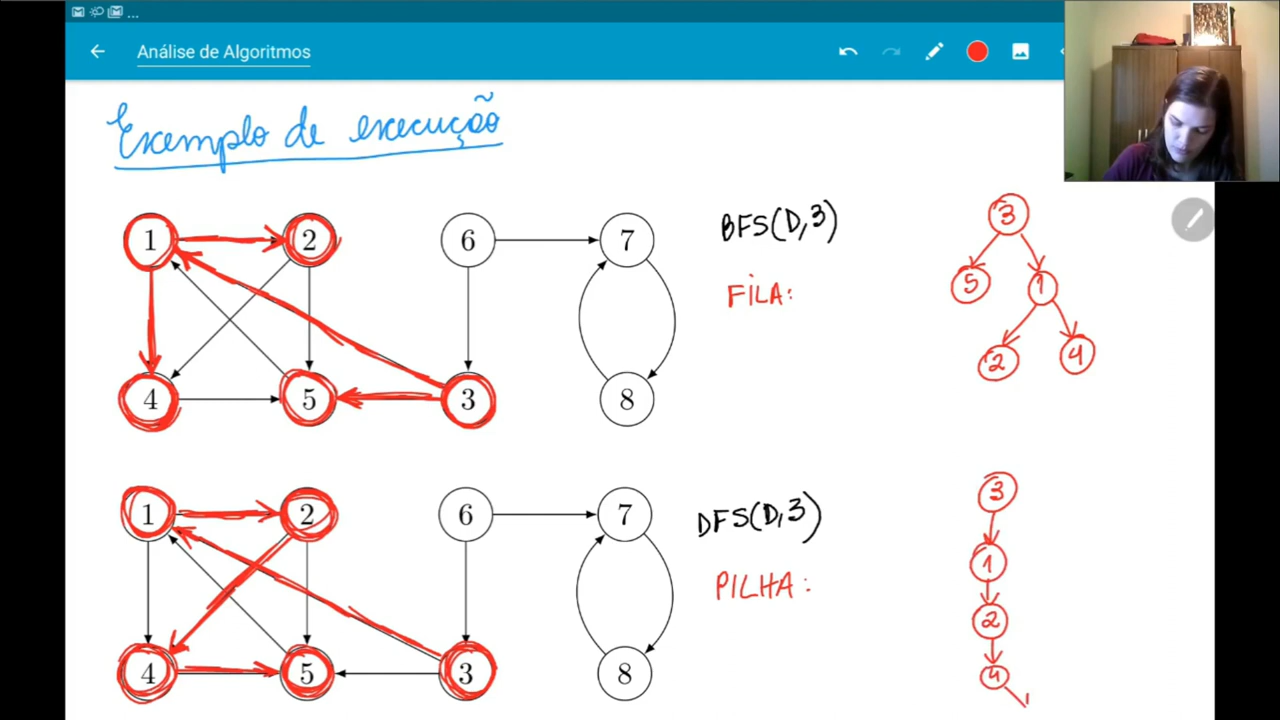 ...
Análise de Algoritmos
Exemplo de execução
1 2 6 7
BFS(D,3)
FILA:
4 5 3 8
3
5 1
2 4
1 2 6 7
DFS(D,3)
PILHA:
4 5 3 8
3
1
2
4